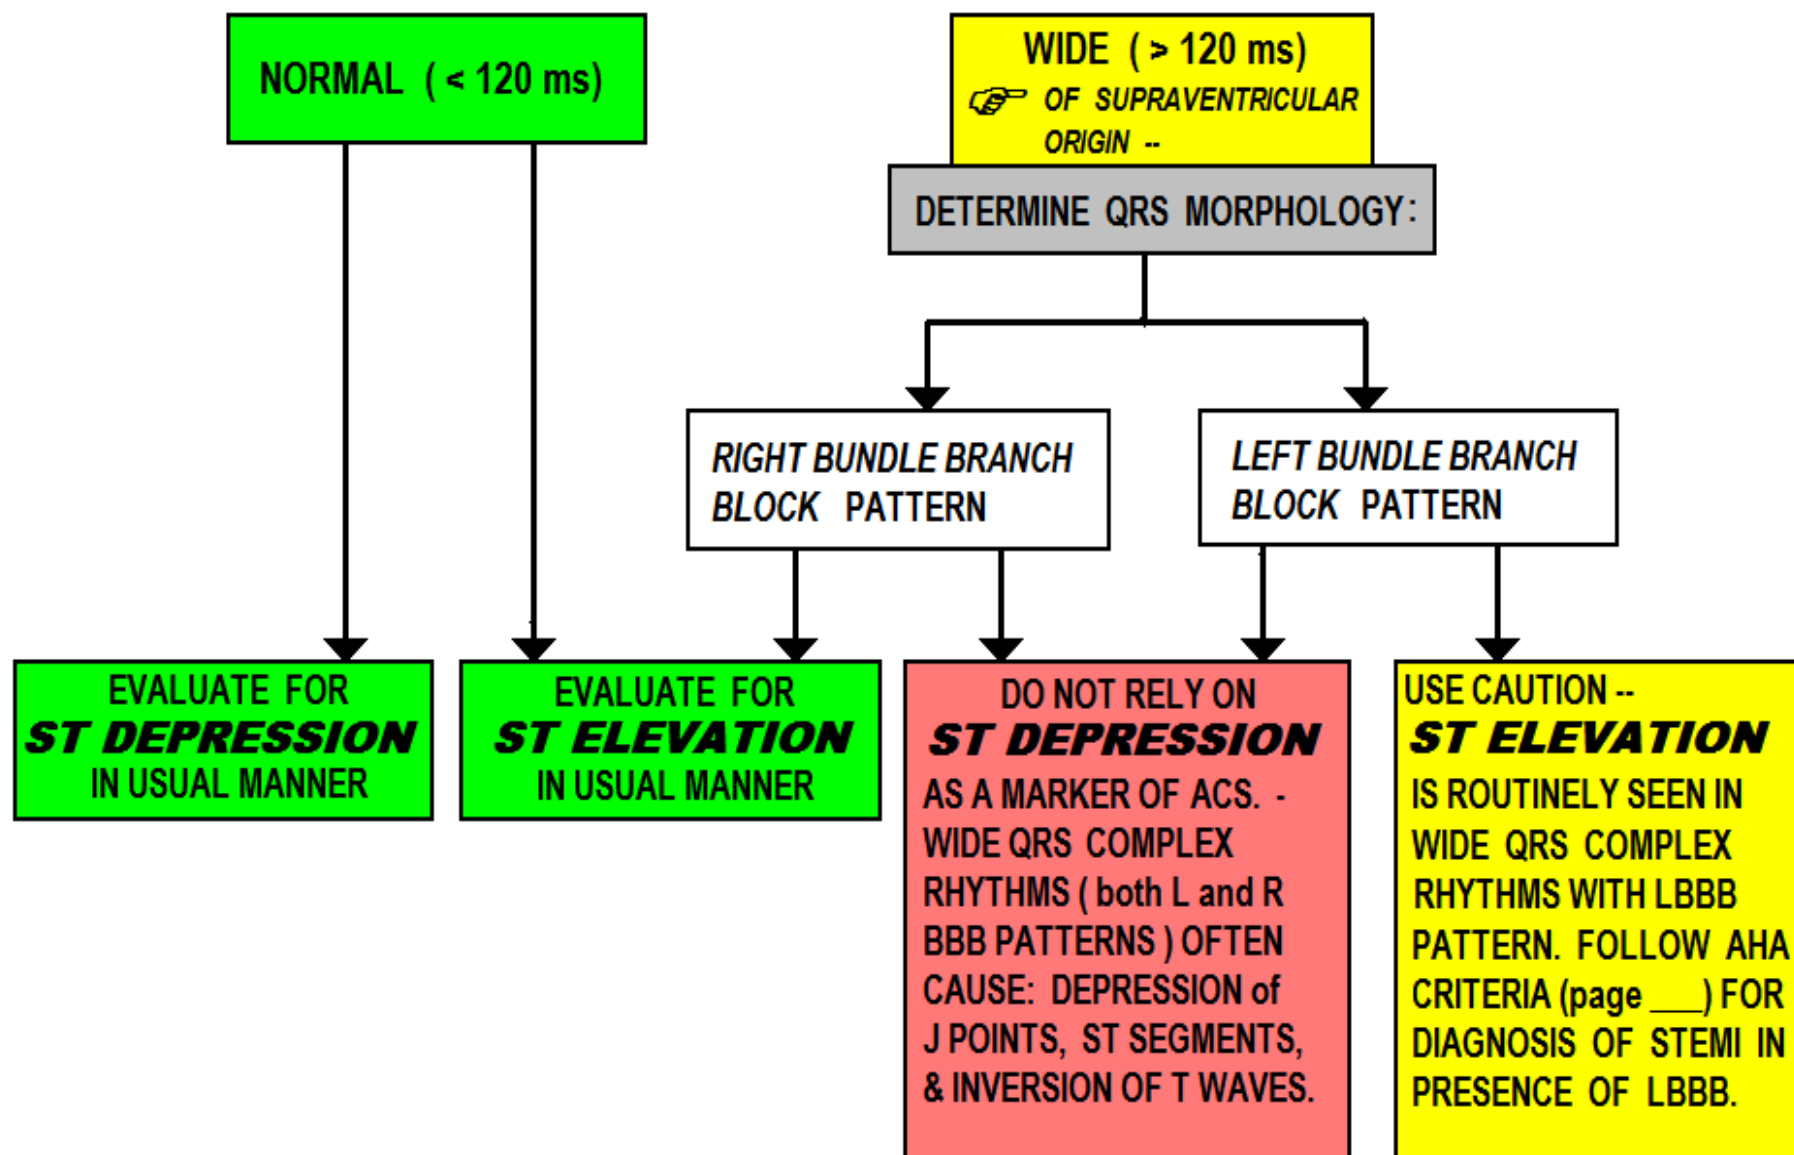 NORMAL ( < 120 ms)
WIDE ( > 120 ms)
OF SUPRAVENTRICULAR
ORIGIN --
DETERMINE QRS MORPHOLOGY:
RIGHT BUNDLE BRANCH
BLOCK PATTERN
LEFT BUNDLE BRANCH
BLOCK PATTERN
EVALUATE FOR
ST DEPRESSION
IN USUAL MANNER
EVALUATE FOR
ST ELEVATION
IN USUAL MANNER
DO NOT RELY ON
ST DEPRESSION
AS A MARKER OF ACS. -
WIDE QRS COMPLEX
RHYTHMS ( both L and R
BBB PATTERNS ) OFTEN
CAUSE: DEPRESSION of
J POINTS, ST SEGMENTS,
& INVERSION OF T WAVES.
USE CAUTION --
ST ELEVATION
IS ROUTINELY SEEN IN
WIDE QRS COMPLEX
RHYTHMS WITH LBBB
PATTERN. FOLLOW AHA
CRITERIA (page ___) FOR
DIAGNOSIS OF STEMI IN
PRESENCE OF LBBB.